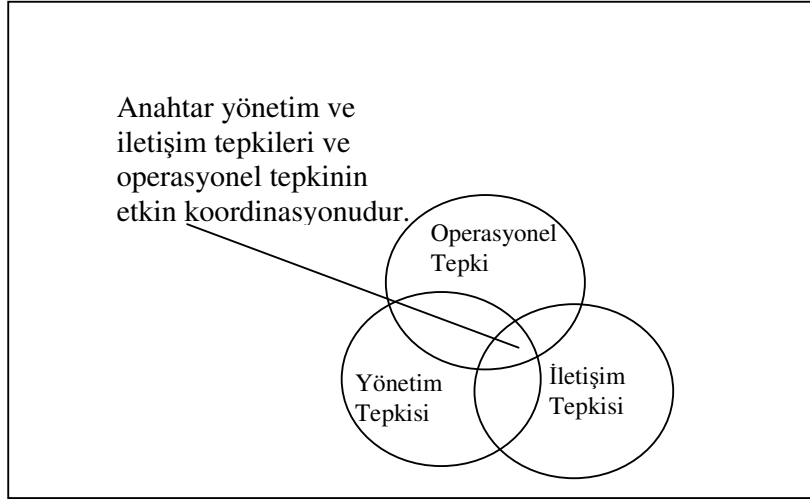 Anahtar yönetim ve
iletişim tepkileri ve
operasyonel tepkinin
etkin koordinasyonudur.
Operasyonel
Tepki
Yönetim
Tepkisi
İletişim
Tepkisi